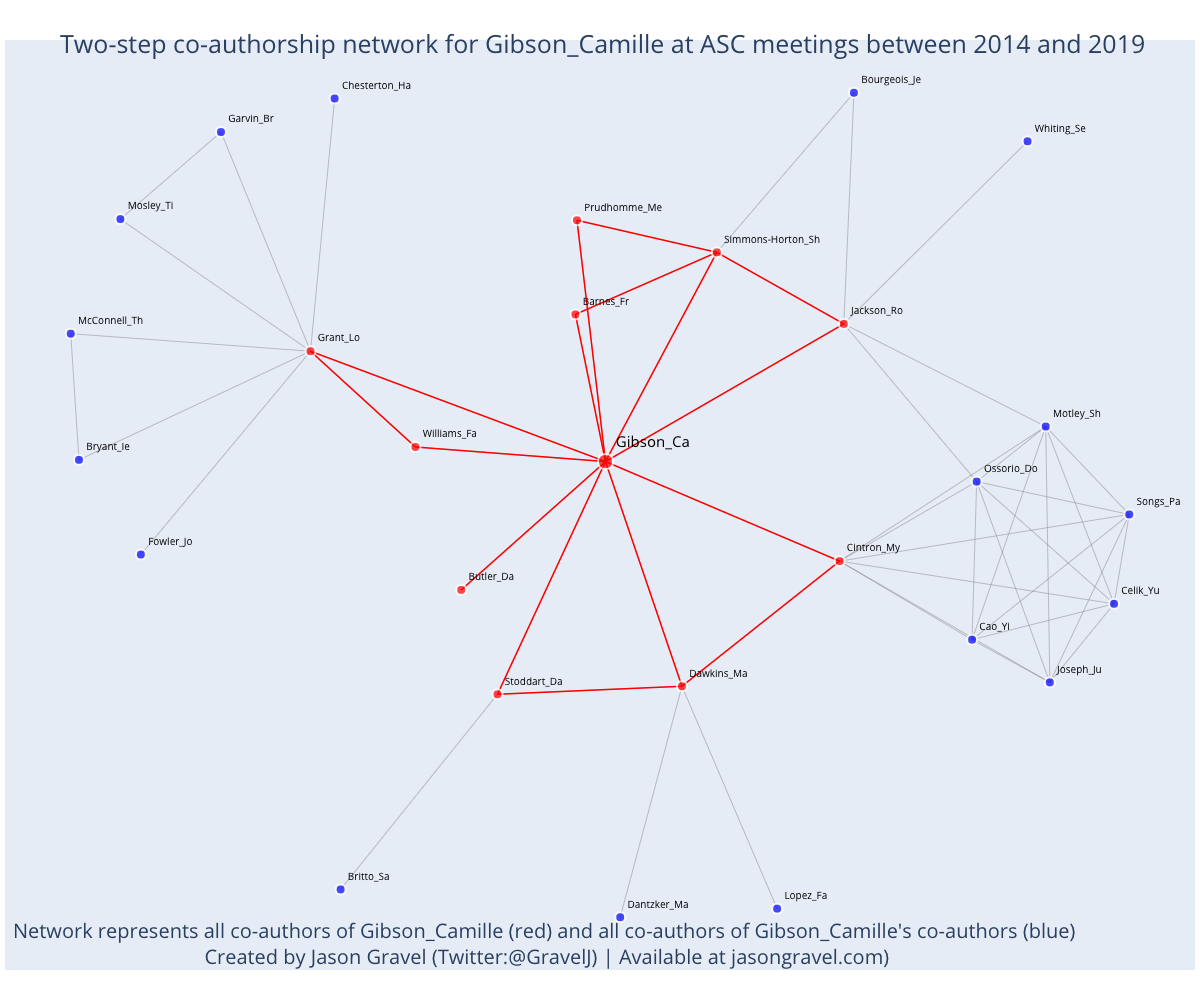 Two-step co-authorship network for Gibson_Camille at ASC meetings between 2014 and 2019
Bourgeois_Je
Chesterton_Ha
Garvin_Br
Whiting_Se
Mosley_Ti
Prudhomme_Me
Simmons-Horton_Sh
Barnes_Fr
Jackson_Ro
McConnell_Th
Grant_Lo
Motley_Sh
Williams_Fa
Gibson_Ca
Bryant_Ie
Ossorio_Do
Songs_Pa
Fowler_Jo
Cintron_My
Butler_Da
Celik_Yu
Cao_Yi
Joseph_Ju
Dawkins_Ma
Stoddart_Da
Britto_Sa
Lopez_Fa
Dantzker_Ma
Network represents all co-authors of Gibson_Camille (red) and all co-authors of Gibson_Camille's co-authors (blue)
Created by Jason Gravel (Twitter:@GravelJ) | Available at jasongravel.com)